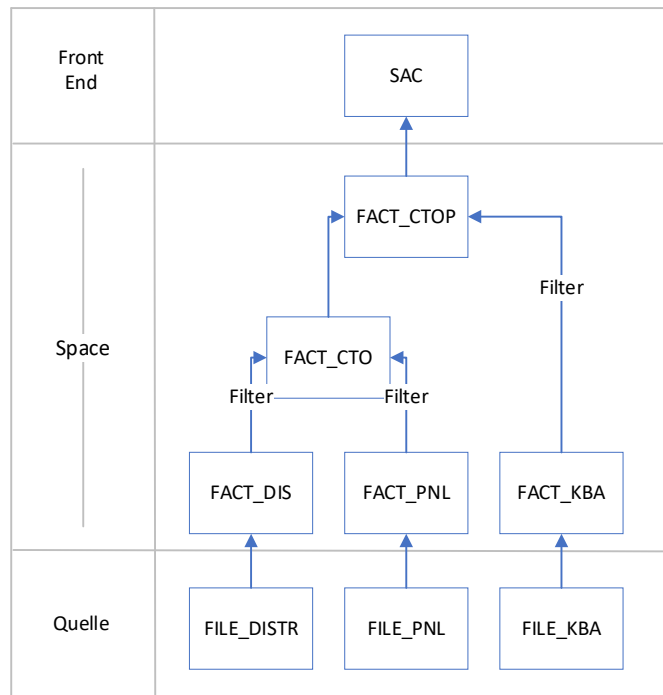 Front
End
SAC
FACT_CTOP
Filter
Space
FACT_CTO
Filter
Filter
FACT_DIS
FACT_PNL
FACT_KBA
Quelle
FILE_DISTR
FILE_PNL
FILE_KBA